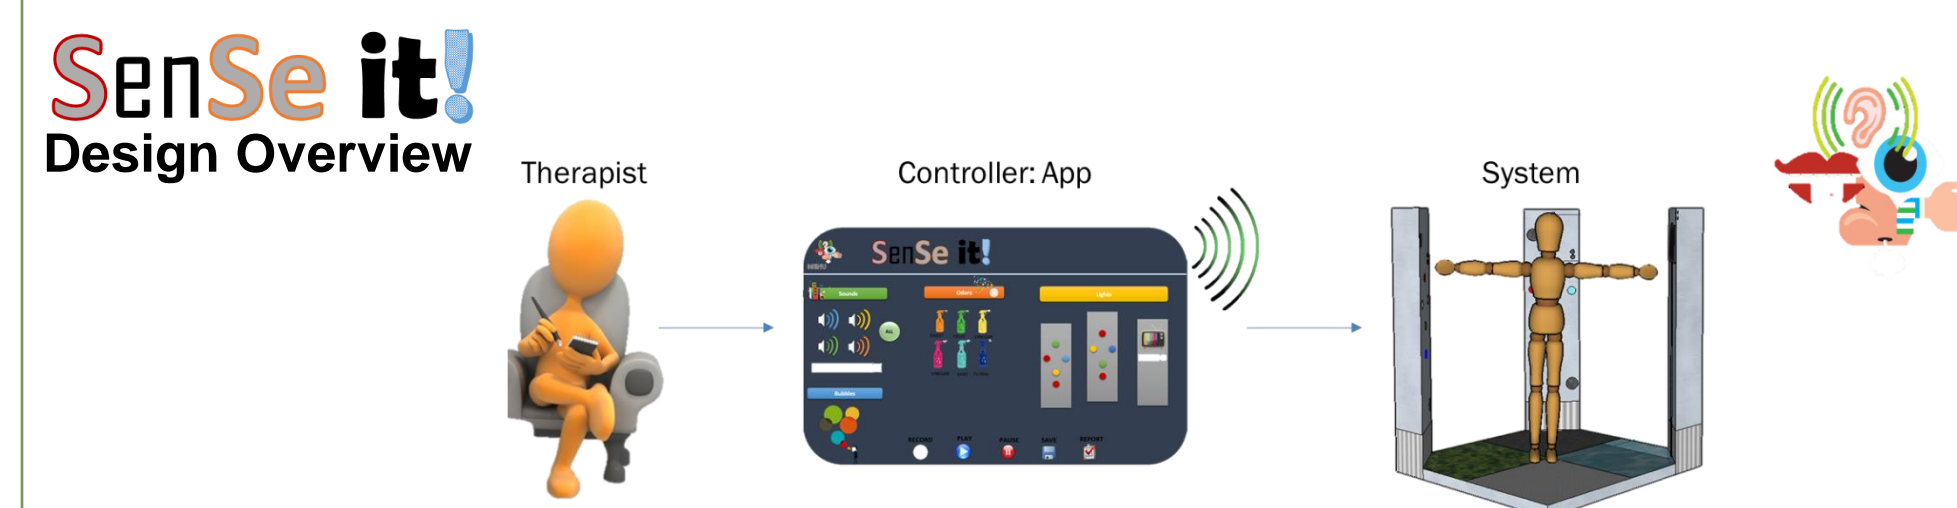 SenSe it!
Design Overview
Therapist
Controller: App
System
SenSe it!
Sounds
Odors
Lights
ALL
Bubbles
RECORD
PLAY
PAUSE
SAVE
REPORT